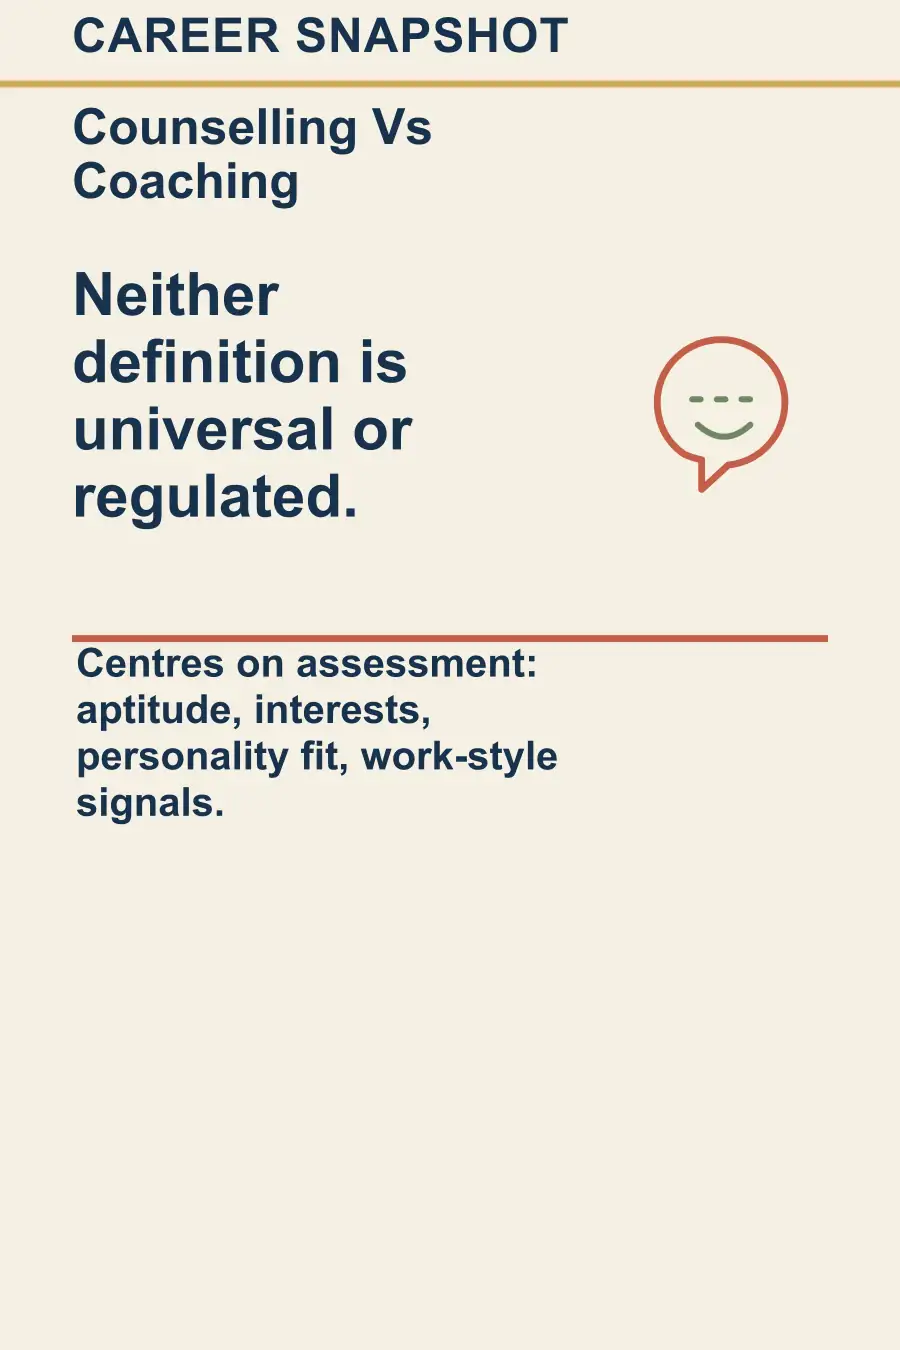 CAREER SNAPSHOT
Counselling Vs
Coaching
Neither
definition is
universal or
regulated.
Centres on assessment:
aptitude, interests,
personality fit, work-style
signals.